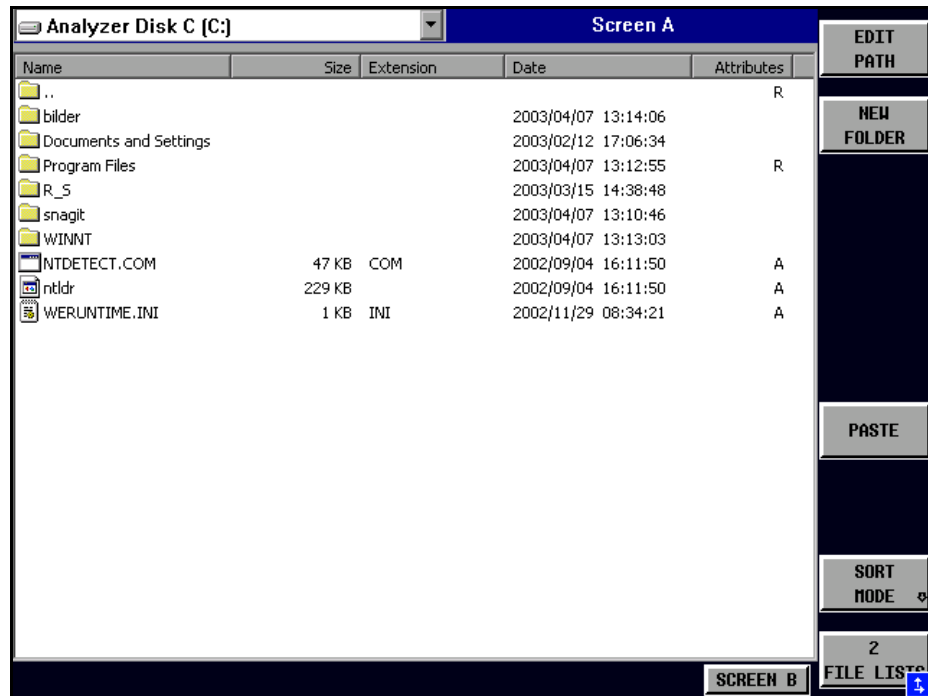 Analyzer Disk C (C:)
Screen A
Name Size Extension Date Attributes
.. R
bilder 2003/04/07 13:14:06
Documents and Settings 2003/02/12 17:06:34
Program Files 2003/04/07 13:12:55 R
R_S 2003/03/15 14:38:48
snagit 2003/04/07 13:10:46
WINNT 2003/04/07 13:13:03
NTDETECT.COM 47 KB COM 2002/09/04 16:11:50 A
ntldr 229 KB 2002/09/04 16:11:50 A
WERUNTIME.INI 1 KB INI 2002/11/29 08:34:21 A
SCREEN B
EDIT
PATH
NEW
FOLDER
PASTE
SORT
MODE
2
FILE LISTS